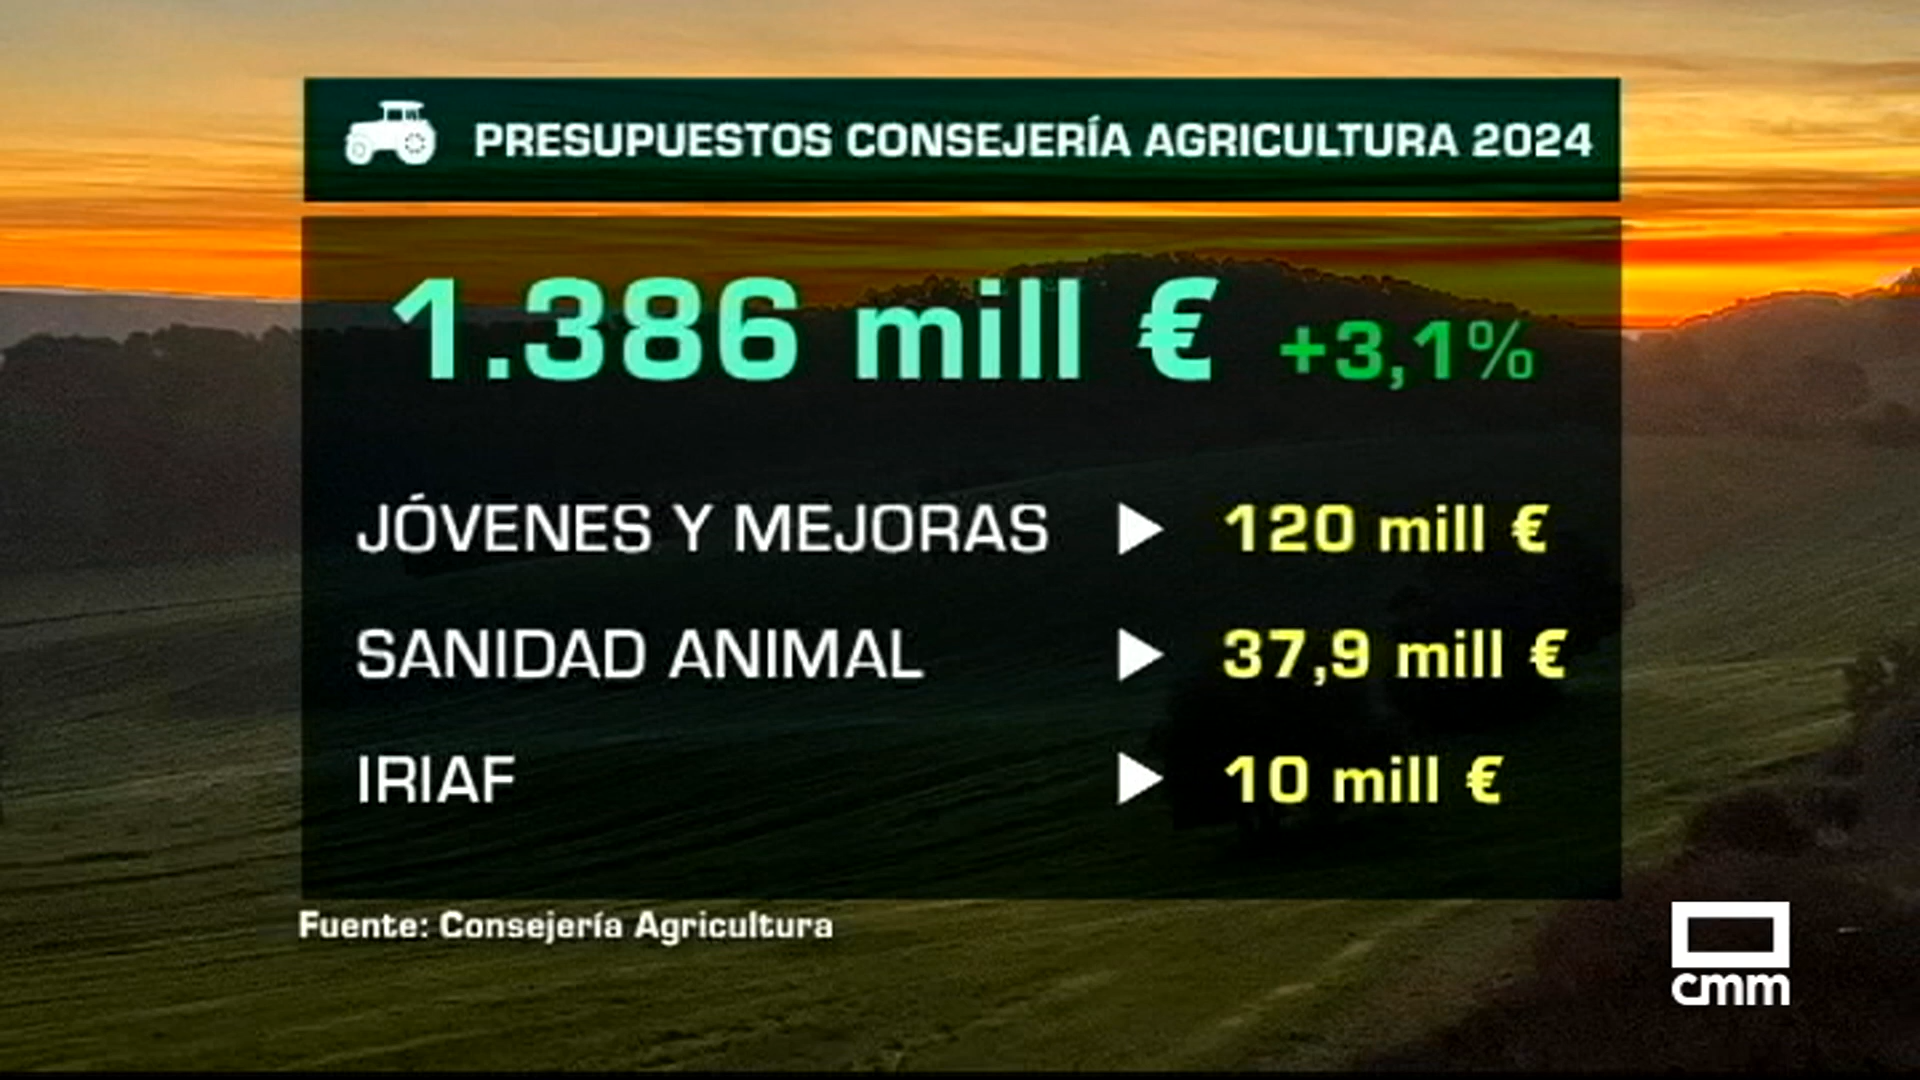 PRESUPUESTOS CONSEJERÍA AGRICULTURA 2024
1.386 mill € +3,1%
JÓVENES Y MEJORAS ▶ 120 mill €
SANIDAD ANIMAL ▶ 37,9 mill €
IRIAF ▶ 10 mill €
Fuente: Consejería Agricultura
cmm